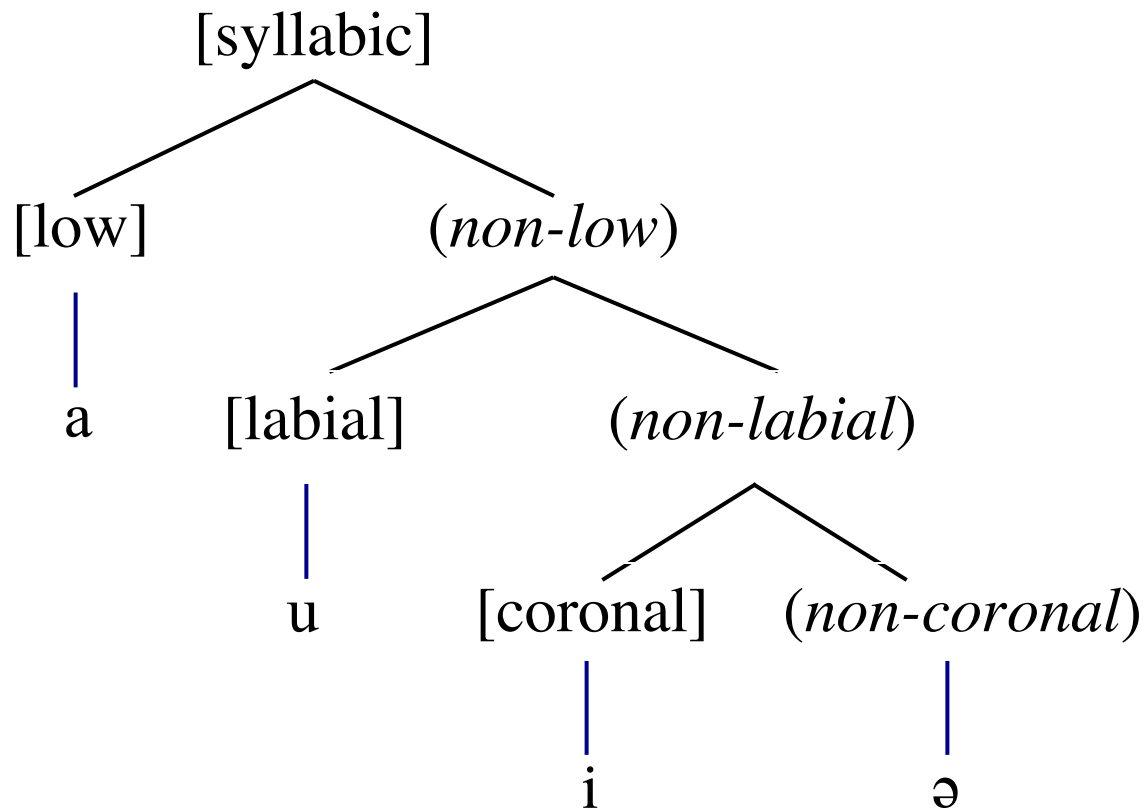 [syllabic]
[low] (non-low)
a [labial] (non-labial)
u [coronal] (non-coronal)
i ə